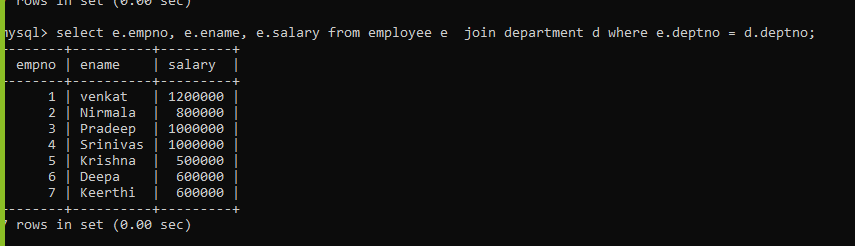 rows in set (0.00 sec)
mysql> select e.empno, e.ename, e.salary from employee e  join department d where e.deptno = d.deptno;
--------+----------+---------+
 empno | ename    | salary  |
--------+----------+---------+
     1 | venkat   | 1200000 |
     2 | Nirmala  |  800000 |
     3 | Pradeep  | 1000000 |
     4 | Srinivas | 1000000 |
     5 | Krishna  |  500000 |
     6 | Deepa    |  600000 |
     7 | Keerthi  |  600000 |
--------+----------+---------+
7 rows in set (0.00 sec)